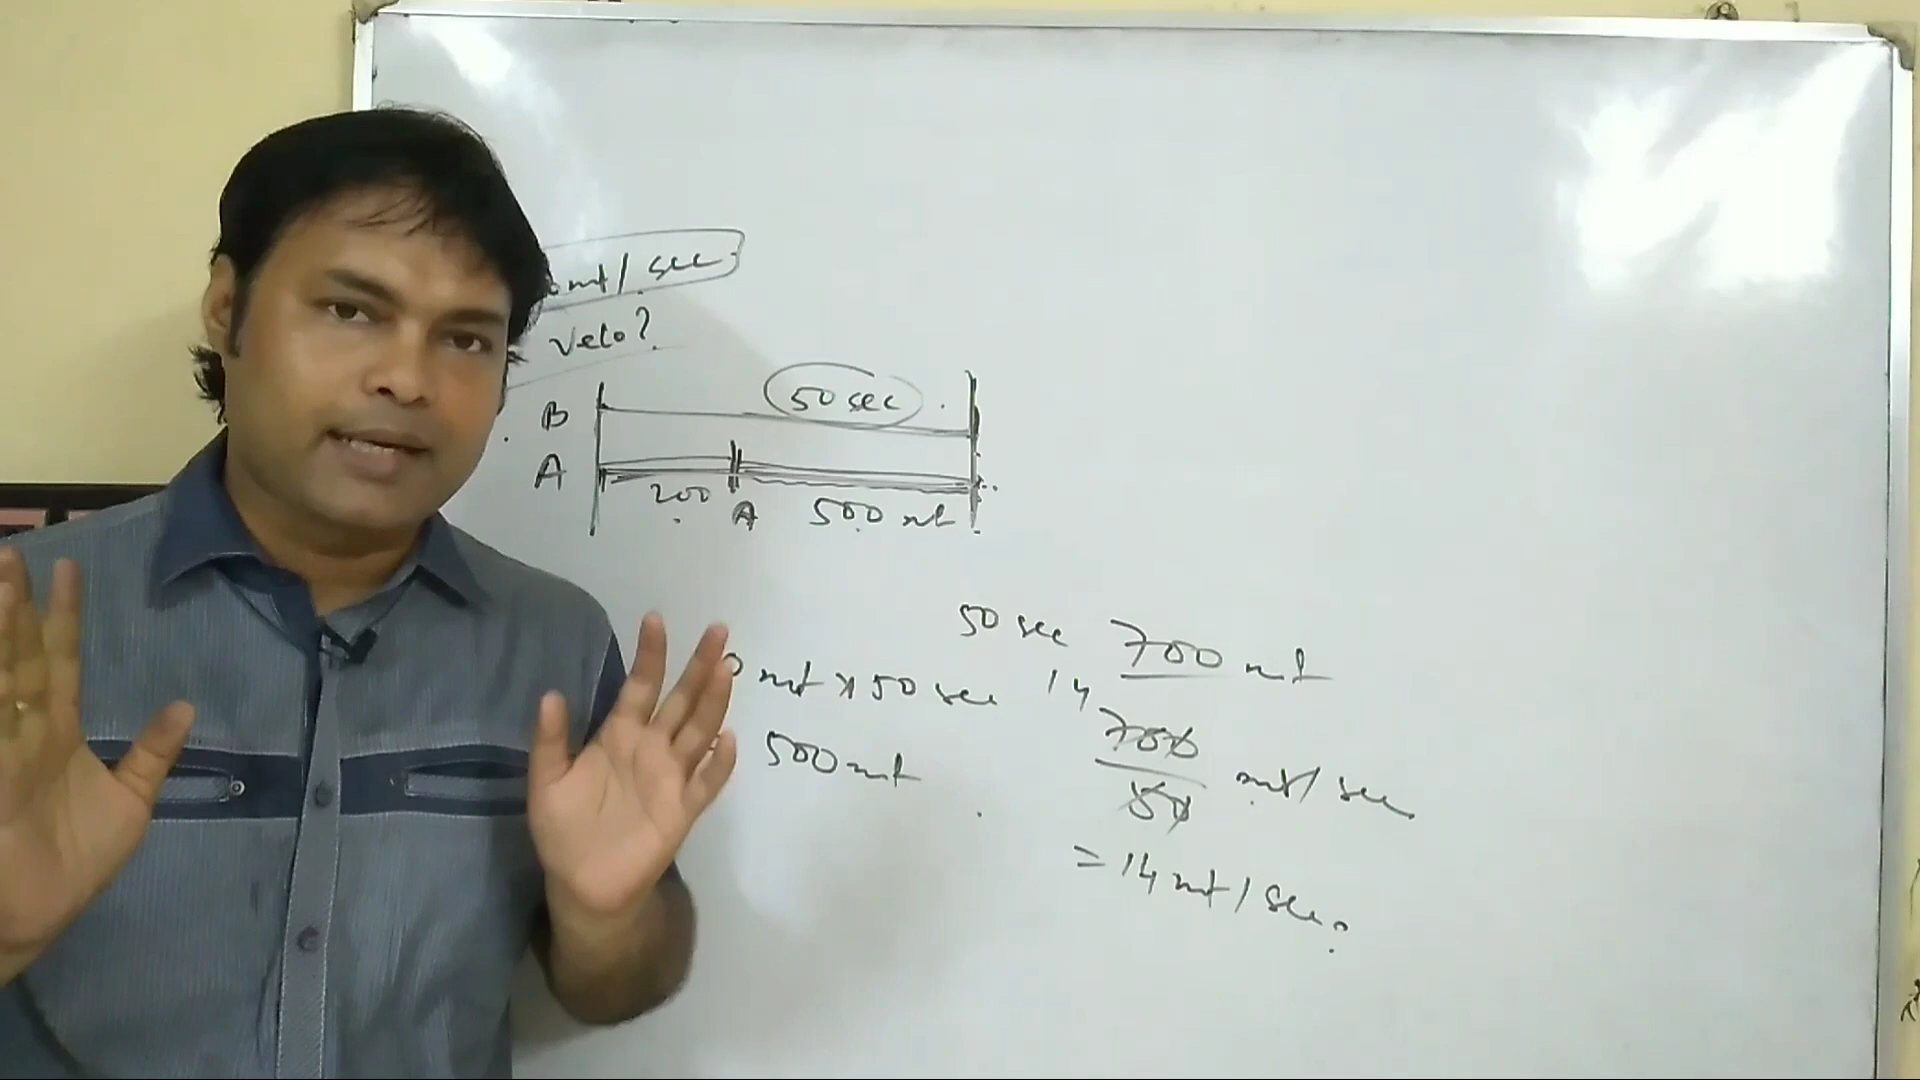 mt/sec.
Velo?
B 50 sec
A
200 A 500 mt
50 sec 700 mt
0 mt x 50 sec
500 mt
14
700
50 mt/sec
= 14 mt/sec.